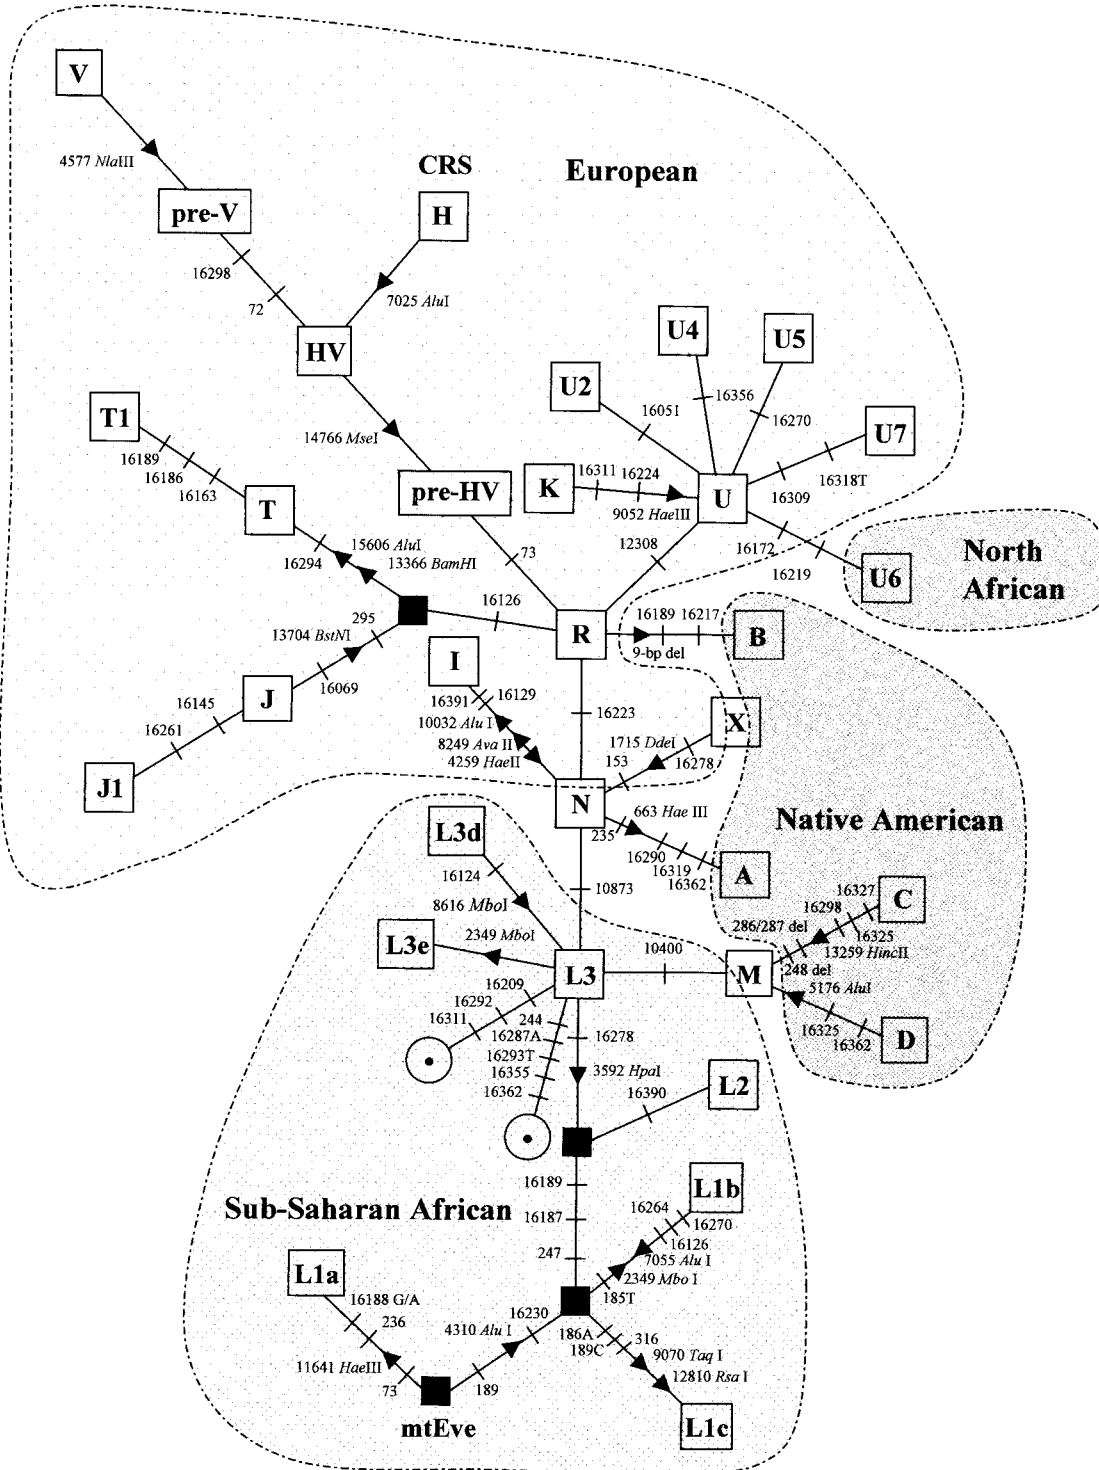 V
4577 NlaIII
pre-V
CRS
European
H
16298
72
7025 AluI
HV
14766 MseI
pre-HV
73
T1
16189
16186
16163
T
16294
15606 AluI
13366 BamHI
U2
16051
U4
16356
U5
16270
U7
16318T
16309
K
16311
16224
9052 HaeIII
U
12308
16172
16219
U6
North
African
16126
R
16189
16217
9-bp del
B
295
13704 BstNI
16069
J
16145
16261
J1
I
16391
16129
10032 Alu I
8249 Ava II
4259 HaeII
16223
X
1715 DdeI
16278
153
N
663 Hae III
235
16290
16319
16362
A
Native American
10873
L3d
16124
8616 MboI
L3e
2349 MboI
L3
10400
M
16327
C
16298
16325
286/287 del
13259 HincII
248 del
5176 AluI
16325
16362
D
16209
16292
16311
244
16287A
16293T
16355
16362
16278
3592 HpaI
16390
L2
16189
16187
247
Sub-Saharan African
L1b
16264
16270
16126
7055 Alu I
2349 Mbo I
185T
L1a
16188 G/A
236
11641 HaeIII
73
mtEve
189
4310 Alu I
16230
186A
189C
316
9070 Taq I
12810 Rsa I
L1c